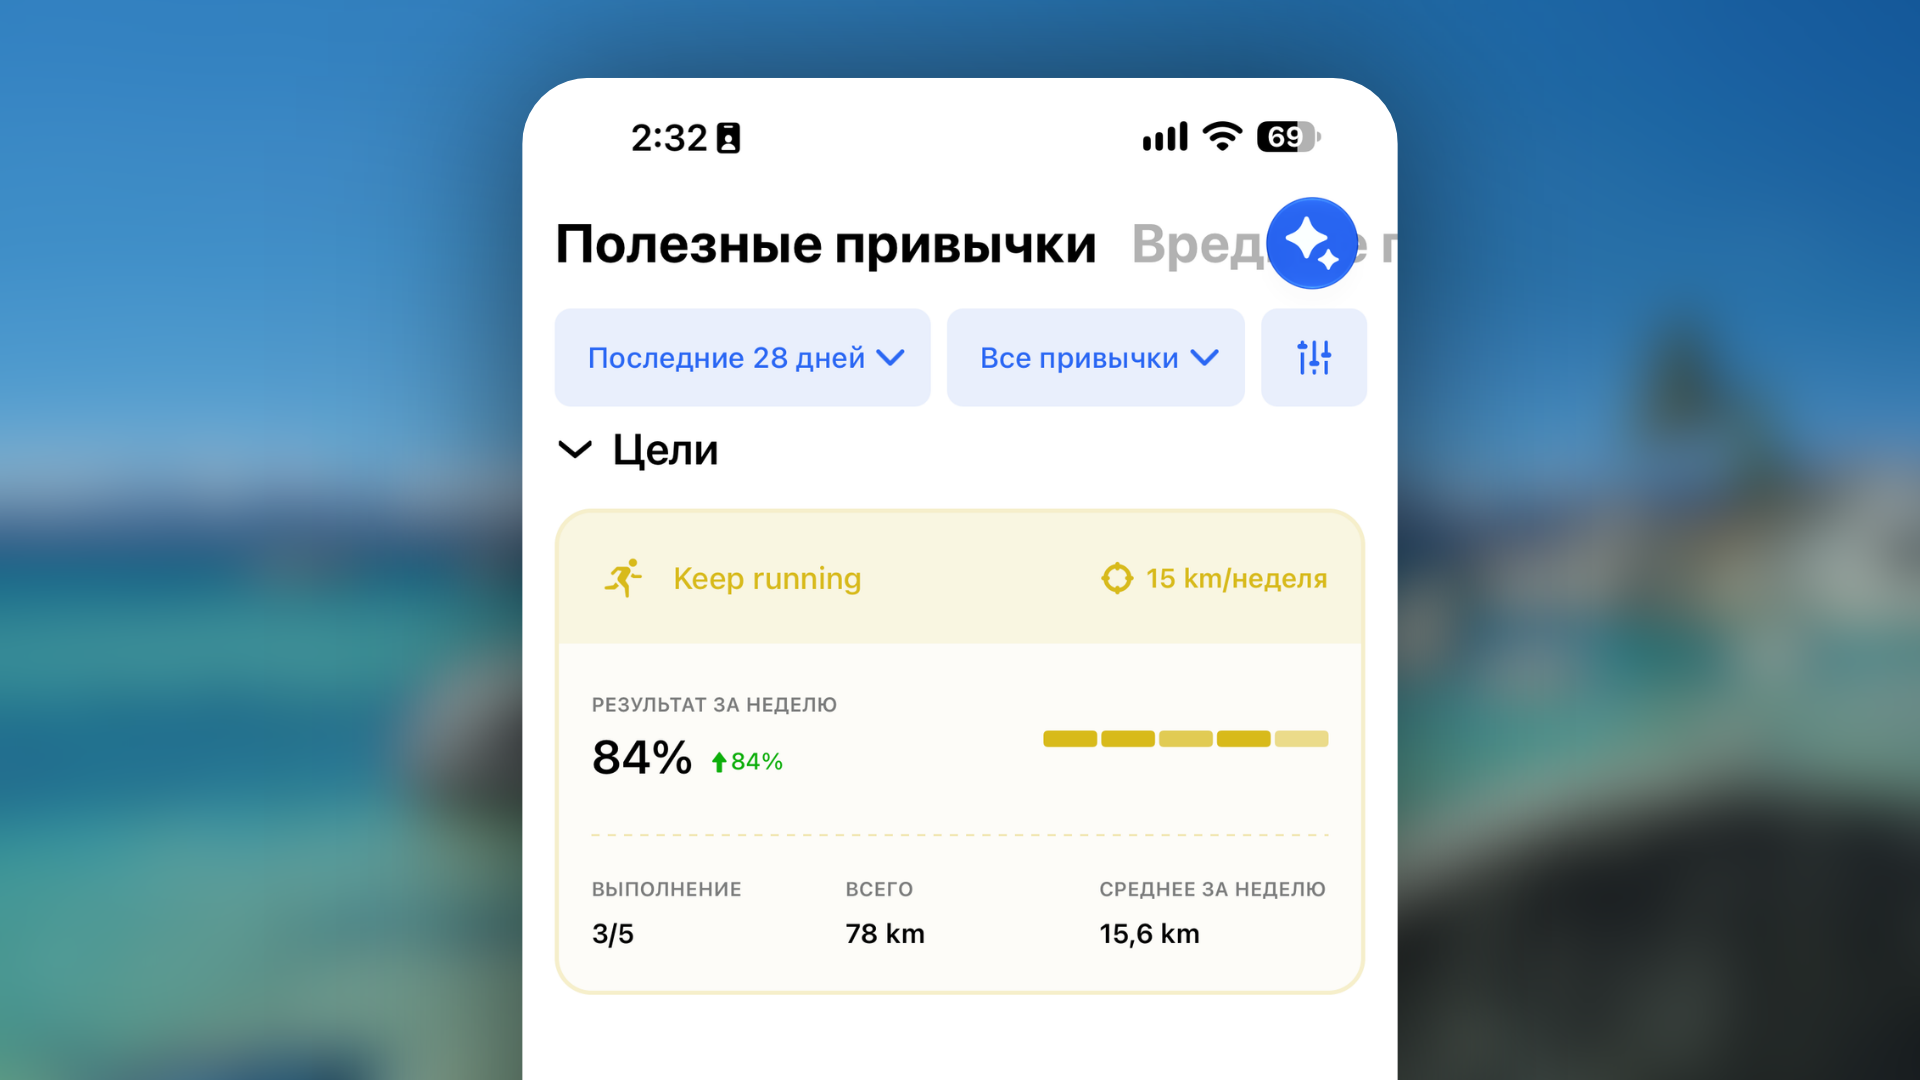 2:32
69
Полезные привычки
Последние 28 дней
Все привычки
Цели
Keep running
15 km/неделя
РЕЗУЛЬТАТ ЗА НЕДЕЛЮ
84%
84%
ВЫПОЛНЕНИЕ
ВСЕГО
СРЕДНЕЕ ЗА НЕДЕЛЮ
3/5
78 km
15,6 km